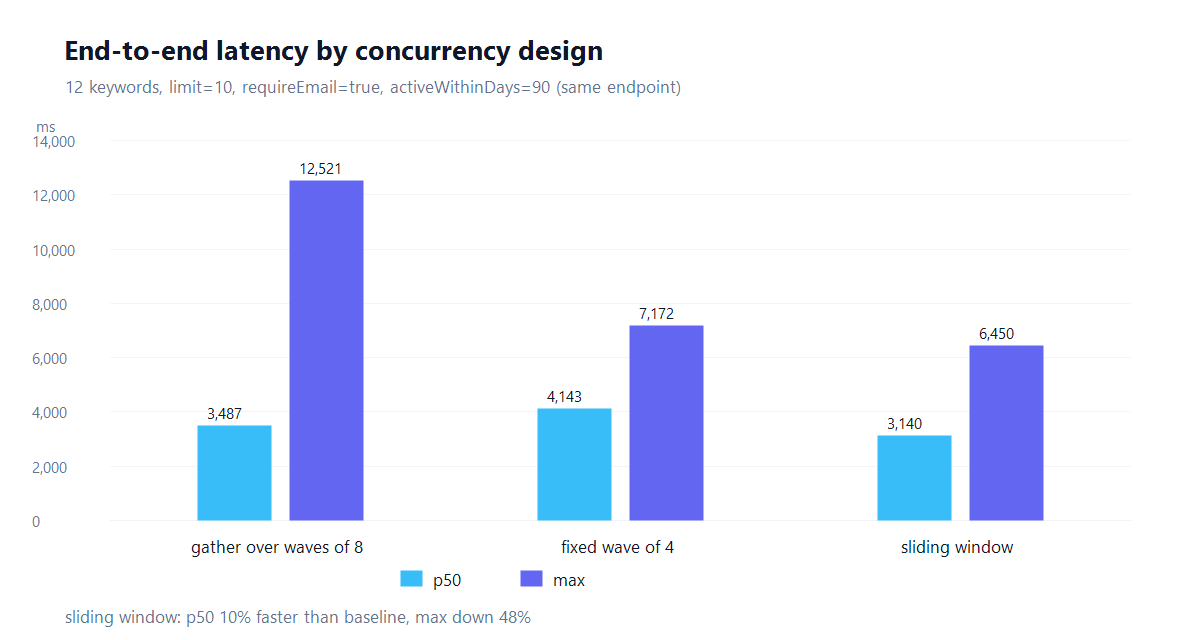 End-to-end latency by concurrency design
12 keywords, limit=10, requireEmail=true, activeWithinDays=90 (same endpoint)
ms
14,000
12,000
10,000
8,000
6,000
4,000
2,000
0
3,487
12,521
4,143
7,172
3,140
6,450
gather over waves of 8
fixed wave of 4
sliding window
p50
max
sliding window: p50 10% faster than baseline, max down 48%